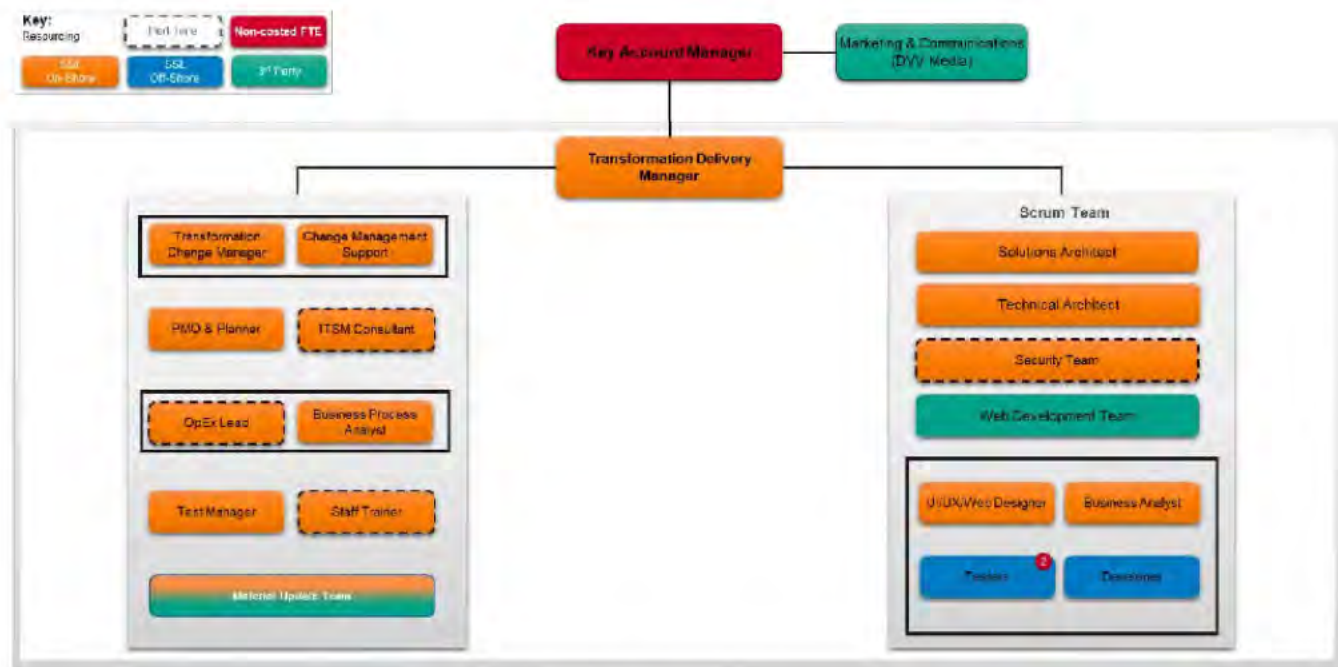 Key:
Resourcing
Part Time
Non-costed FTE
SSL
On-Shore
SSL
Off-Shore
3rd Party
Key Account Manager
Marketing & Communications
(DVV Media)
Transformation Delivery
Manager
Transformation
Change Manager
Change Management
Support
PMO & Planner
ITSM Consultant
OpEx Lead
Business Process
Analyst
Test Manager
Staff Trainer
Material Update Team
Scrum Team
Solutions Architect
Technical Architect
Security Team
Web Development Team
UI/UX/Web Designer
Business Analyst
Testers
2